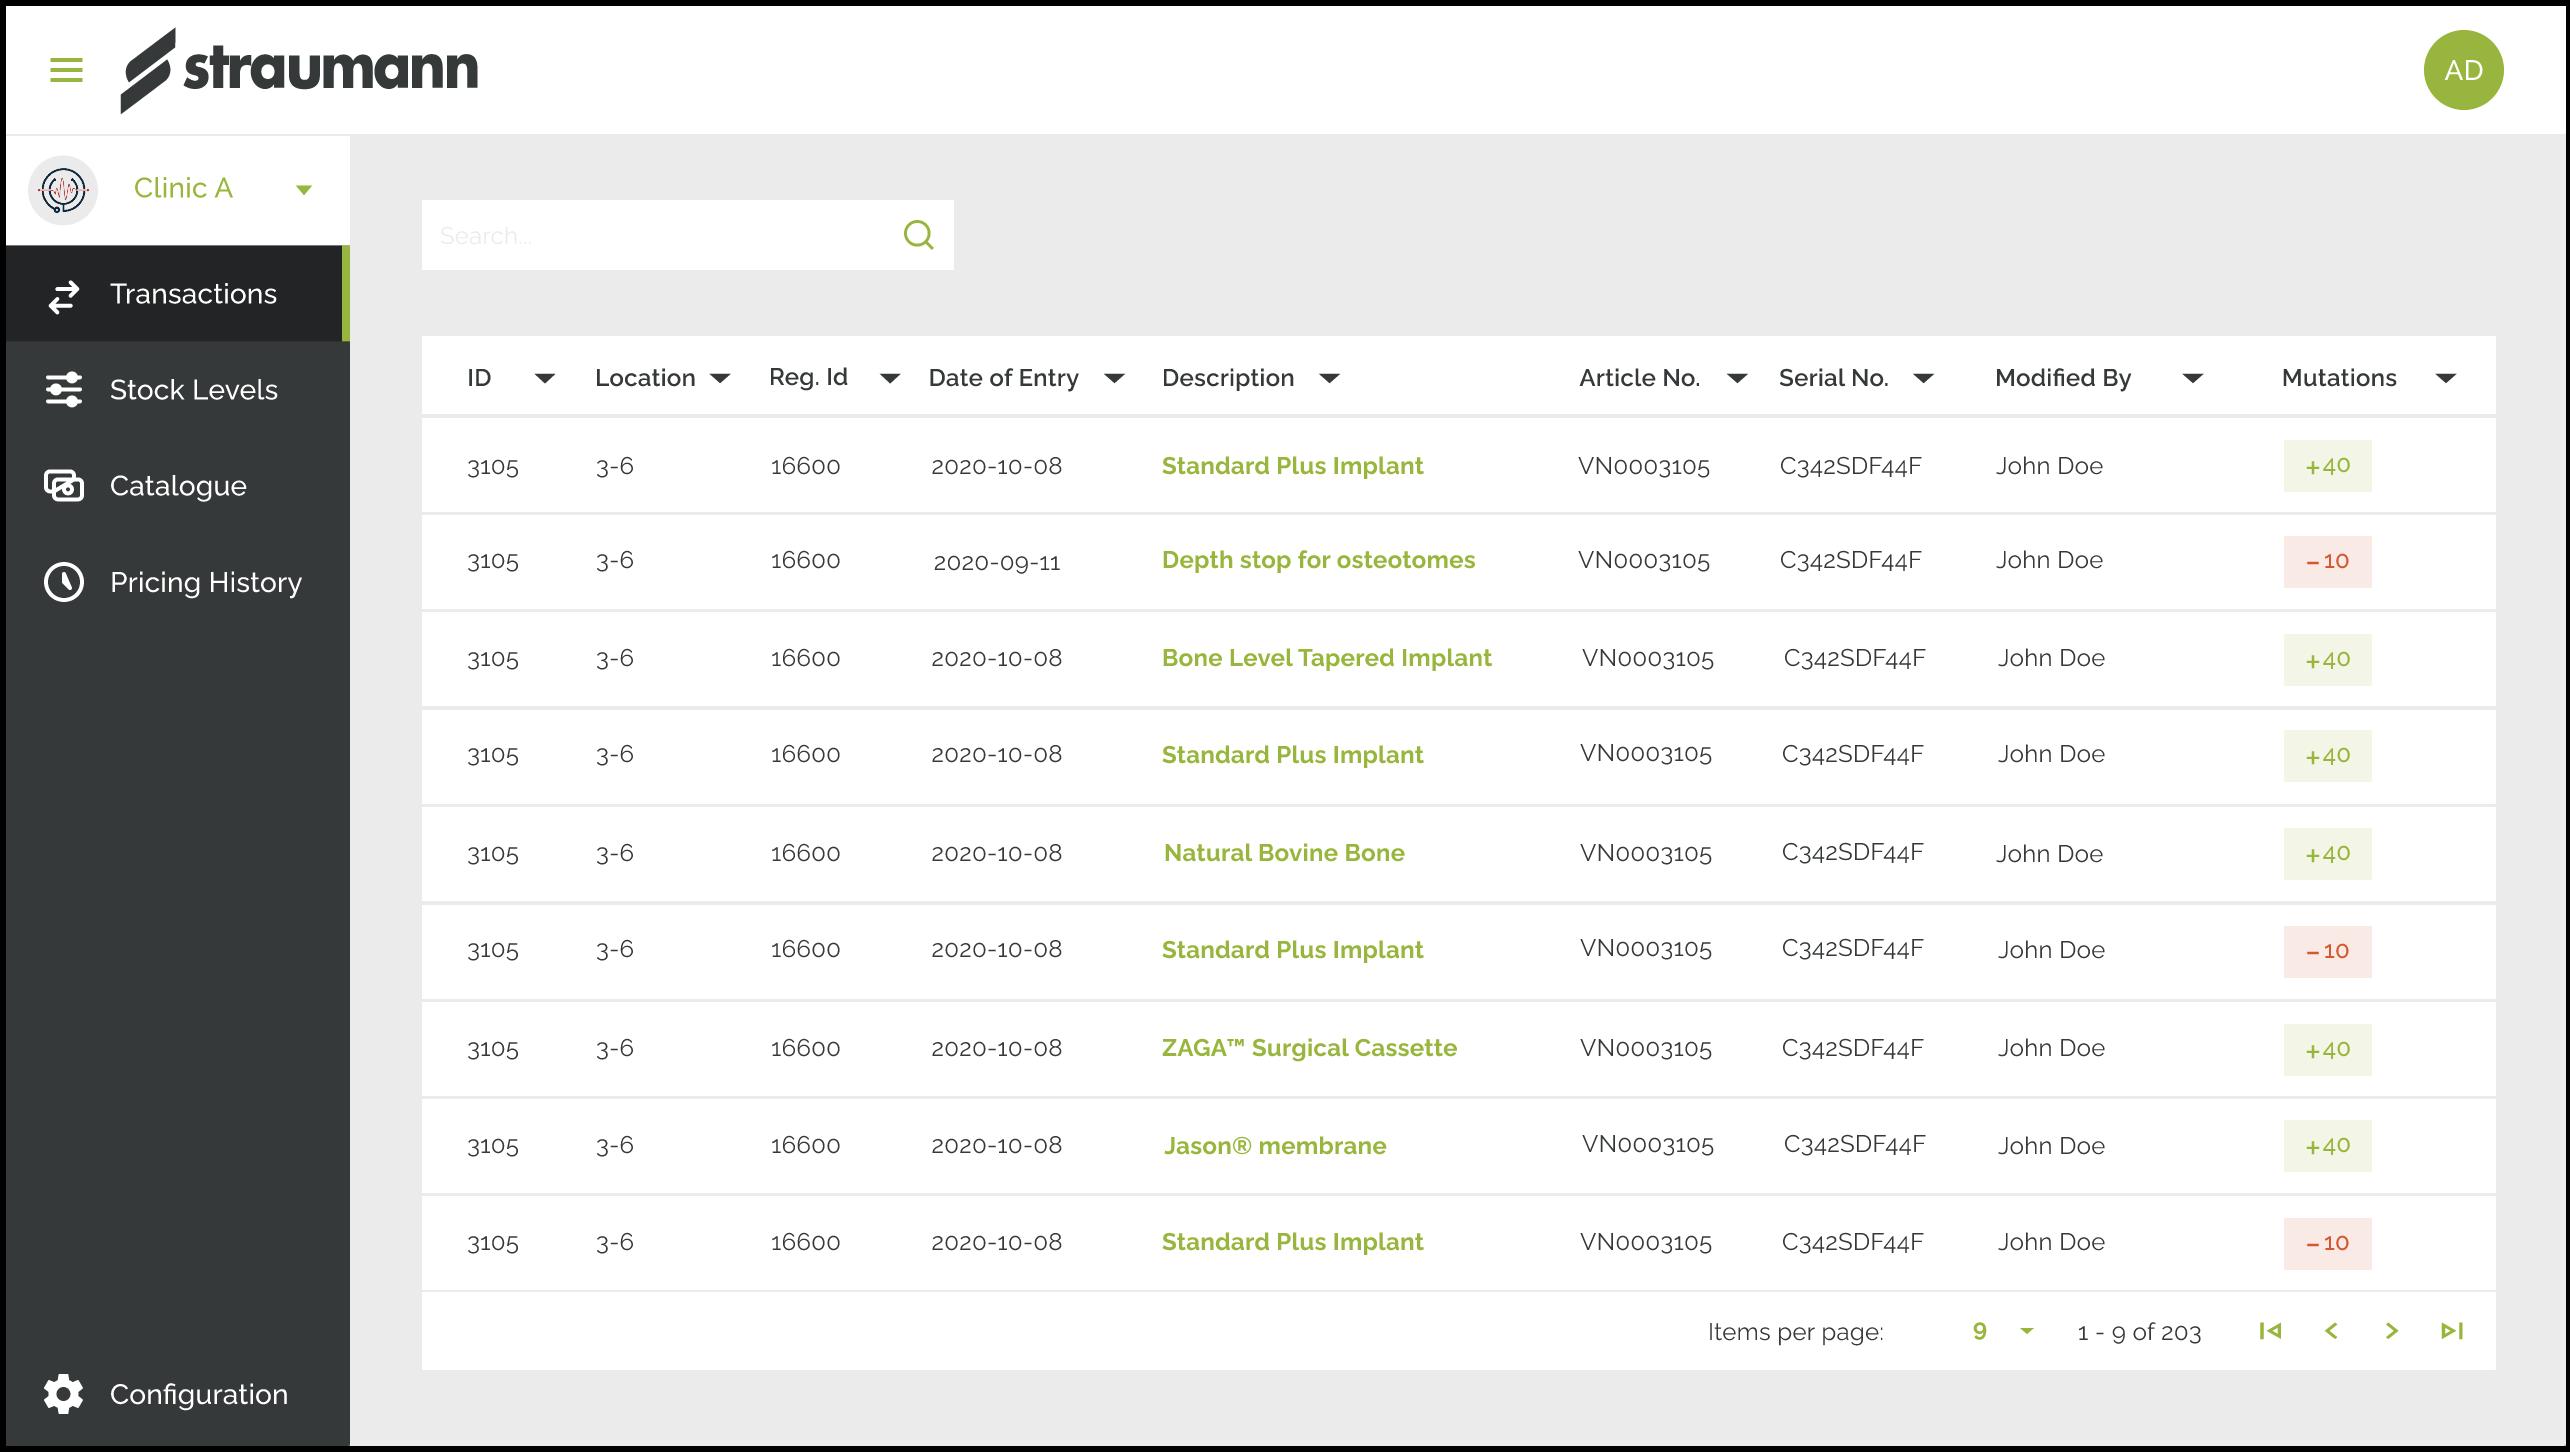 straumann
AD
Clinic A
Search...
Transactions
Stock Levels
Catalogue
Pricing History
Configuration
ID Location Reg. Id Date of Entry Description Article No. Serial No. Modified By Mutations
3105 3-6 16600 2020-10-08 Standard Plus Implant VN0003105 C342SDF44F John Doe +40
3105 3-6 16600 2020-09-11 Depth stop for osteotomes VN0003105 C342SDF44F John Doe -10
3105 3-6 16600 2020-10-08 Bone Level Tapered Implant VN0003105 C342SDF44F John Doe +40
3105 3-6 16600 2020-10-08 Standard Plus Implant VN0003105 C342SDF44F John Doe +40
3105 3-6 16600 2020-10-08 Natural Bovine Bone VN0003105 C342SDF44F John Doe +40
3105 3-6 16600 2020-10-08 Standard Plus Implant VN0003105 C342SDF44F John Doe -10
3105 3-6 16600 2020-10-08 ZAGA™ Surgical Cassette VN0003105 C342SDF44F John Doe +40
3105 3-6 16600 2020-10-08 Jason® membrane VN0003105 C342SDF44F John Doe +40
3105 3-6 16600 2020-10-08 Standard Plus Implant VN0003105 C342SDF44F John Doe -10
Items per page: 9 1 - 9 of 203